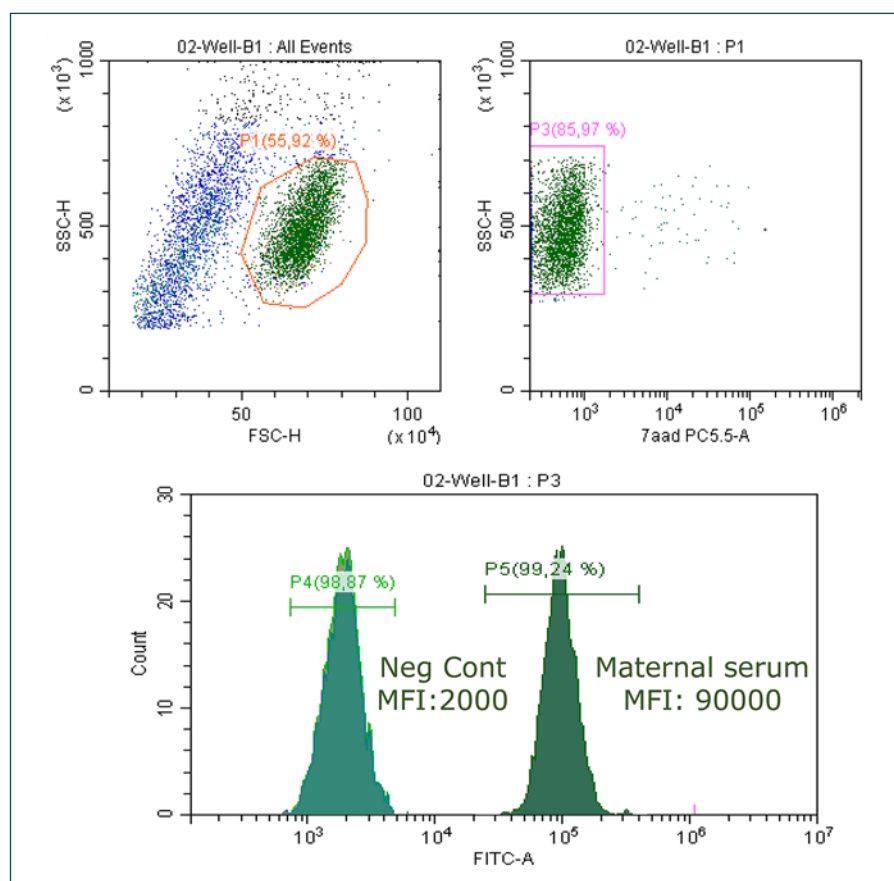 02-Well-B1 : All Events
(x10³)
1000
500
0
SSC-H
P1(55,92 %)
50
100
FSC-H
(x10⁴)
02-Well-B1 : P1
(x10³)
1000
500
0
SSC-H
P3(85,97 %)
10³
10⁴
10⁵
10⁶
7aad PC5.5-A
02-Well-B1 : P3
30
20
10
0
Count
P4(98,87 %)
P5(99,24 %)
Neg Cont
MFI:2000
Maternal serum
MFI: 90000
10³
10⁴
10⁵
10⁶
10⁷
FITC-A